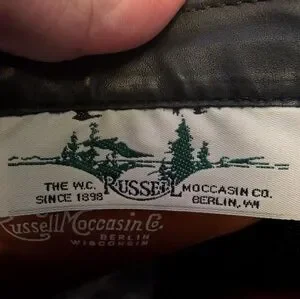 THE W.C. RUSSELL MOCCASIN CO.
SINCE 1898 BERLIN, WI
Russell Moccasin Co.
BERLIN
WISCONSIN